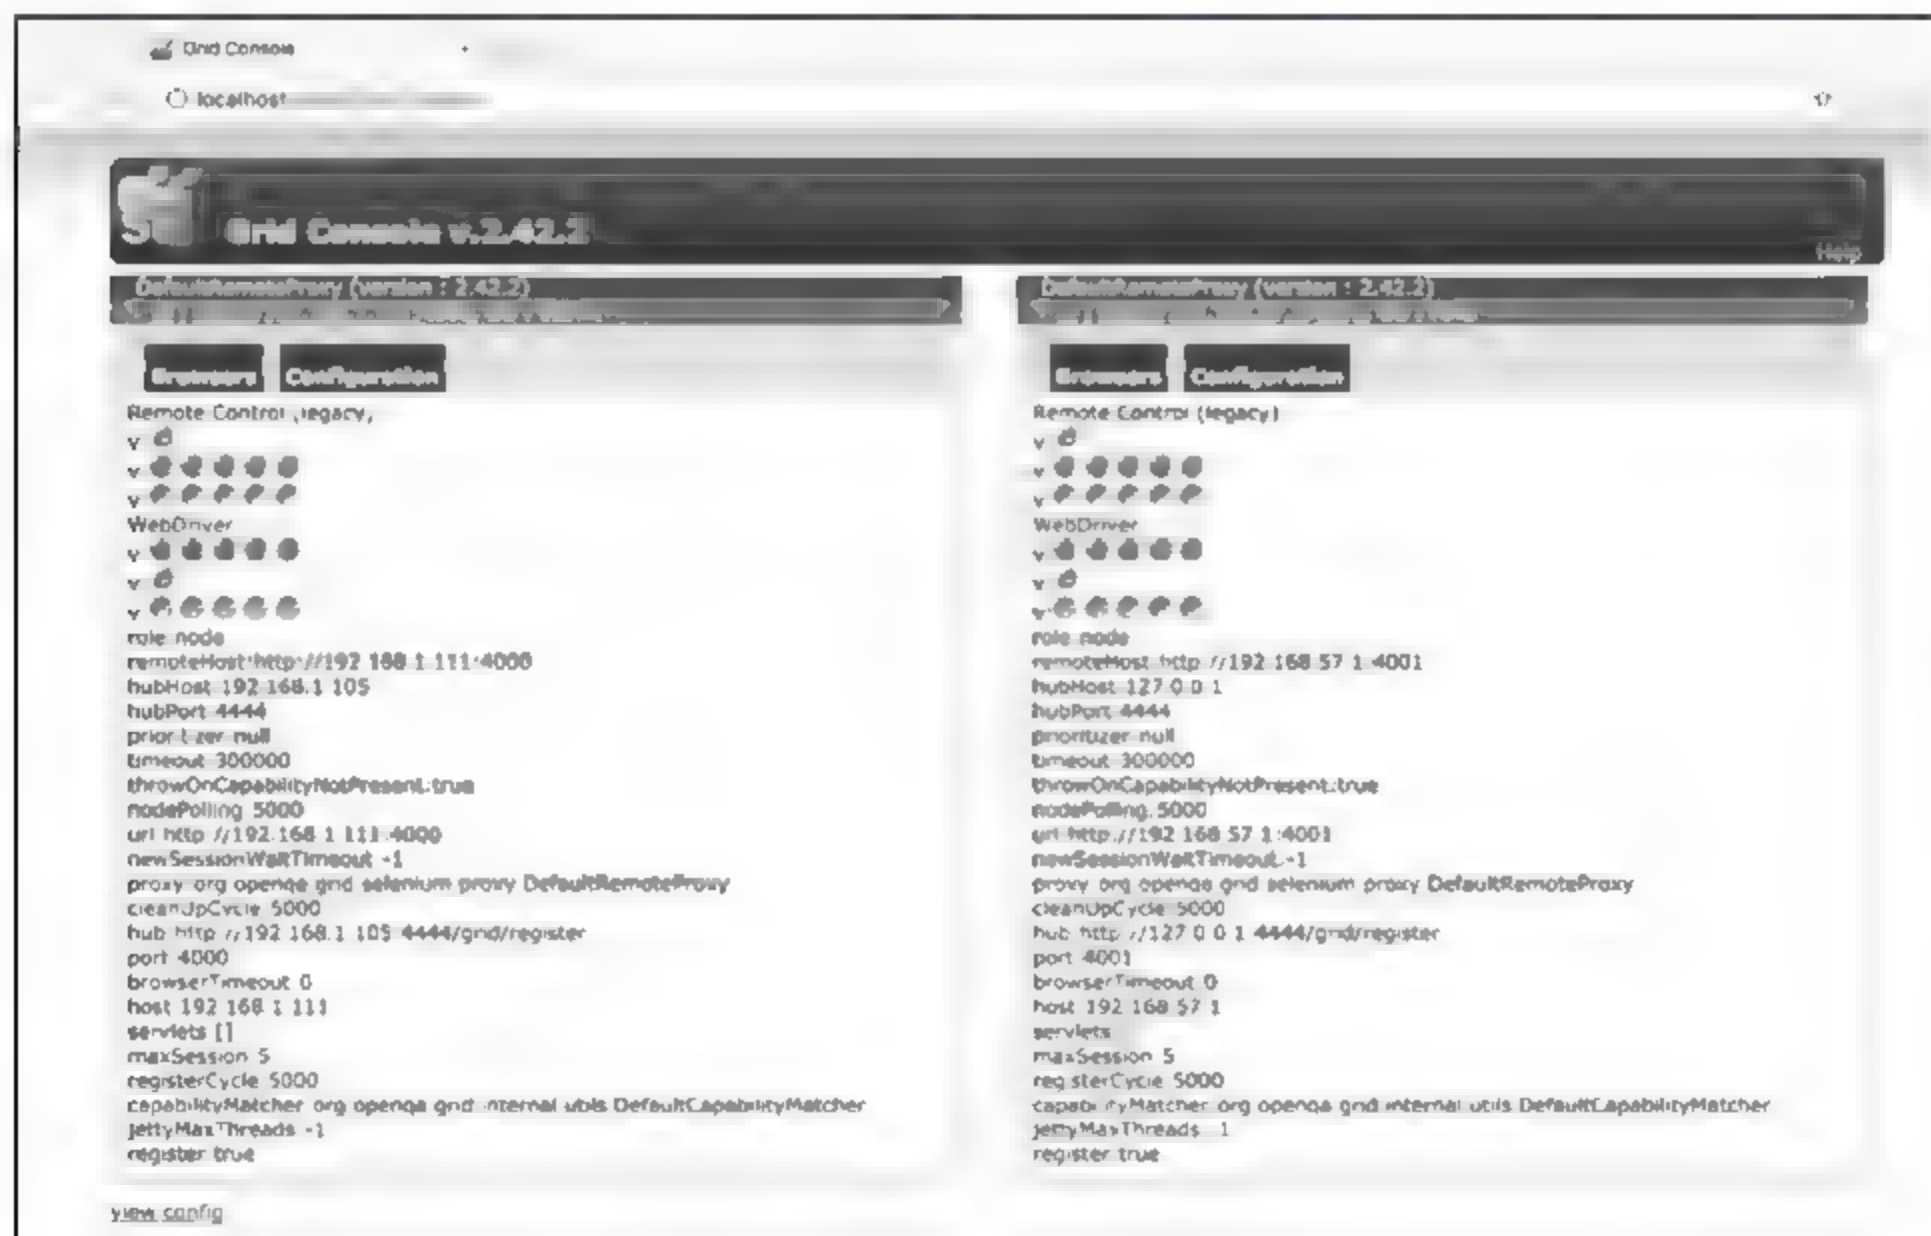 Grid Console
localhost
Grid Console v.2.42.2
Help
DefaultRemoteProxy (version : 2.42.2)
Browsers Configuration
Remote Control (legacy)
v
v
v
WebDriver
v
v
v
role node
remoteHost:http://192 168 1 111:4000
hubHost 192 168.1 105
hubPort 4444
prioritizer null
timeout 300000
throwOnCapabilityNotPresent:true
nodePolling 5000
url http //192.168 1 111:4000
newSessionWaitTimeout -1
proxy org openqa grid selenium proxy DefaultRemoteProxy
cleanUpCycle 5000
hub http //192 168.1 105 4444/grid/register
port 4000
browserTimeout 0
host 192 168 1 111
servlets []
maxSession 5
registerCycle 5000
capabilityMatcher org openqa grid internal utils DefaultCapabilityMatcher
jettyMaxThreads -1
register true
view config
DefaultRemoteProxy (version : 2.42.2)
Browsers Configuration
Remote Control (legacy)
v
v
v
WebDriver
v
v
v
role node
remoteHost http //192 168 57 1 4001
hubHost 127 0 0 1
hubPort 4444
prioritizer null
timeout 300000
throwOnCapabilityNotPresent:true
nodePolling 5000
url http://192 168 57 1:4001
newSessionWaitTimeout -1
proxy org openqa grid selenium proxy DefaultRemoteProxy
cleanUpCycle 5000
hub http //127 0 0 1 4444/grid/register
port 4001
browserTimeout 0
host 192 168 57 1
servlets
maxSession 5
registerCycle 5000
capabilityMatcher org openqa grid internal utils DefaultCapabilityMatcher
jettyMaxThreads -1
register true